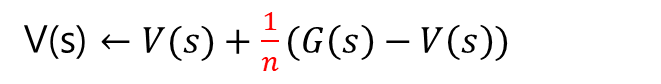 V(s) ← V(s) + 1/n (G(s) − V(s))